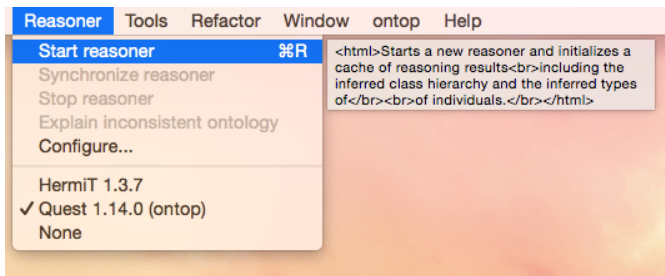 Reasoner Tools Refactor Window ontop Help
Start reasoner ⌘R
Synchronize reasoner
Stop reasoner
Explain inconsistent ontology
Configure...
HermiT 1.3.7
✓ Quest 1.14.0 (ontop)
None
<html>Starts a new reasoner and initializes a
cache of reasoning results<br>including the
inferred class hierarchy and the inferred types
of</br><br>of individuals.</br></html>